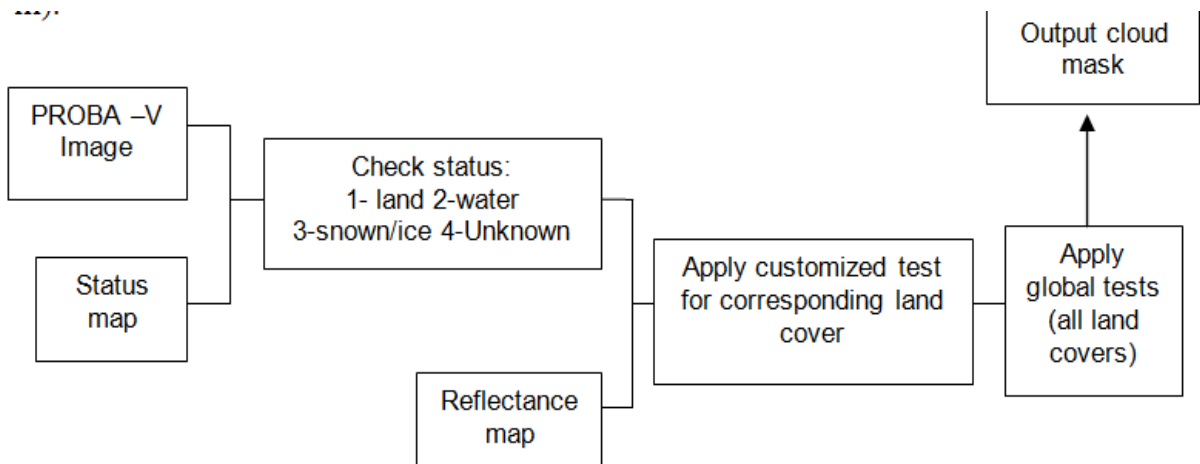 m).
PROBA –V
Image
Status
map
Check status:
1- land 2-water
3-snown/ice 4-Unknown
Reflectance
map
Apply customized test
for corresponding land
cover
Apply
global tests
(all land
covers)
Output cloud
mask